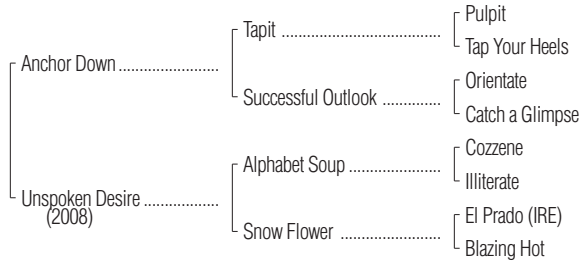 Pulpit
Tapit ................................................
Tap Your Heels
Anchor Down ..............................
Orientate
Successful Outlook .................
Catch a Glimpse
Cozzene
Alphabet Soup ...........................
Illiterate
Unspoken Desire ......................
(2008)
El Prado (IRE)
Snow Flower .............................
Blazing Hot